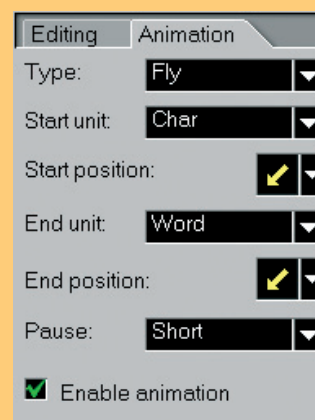 Editing Animation
Type: Fly
Start unit: Char
Start position:
End unit: Word
End position:
Pause: Short
Enable animation